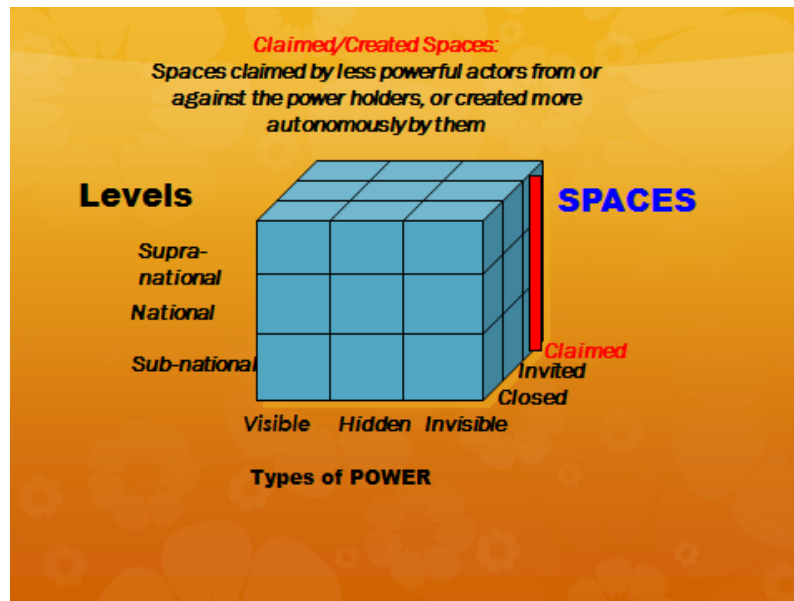 Claimed/Created Spaces:
Spaces claimed by less powerful actors from or
against the power holders, or created more
autonomously by them
Levels
SPACES
Supra-
national
National
Sub-national
Claimed
Invited
Closed
Visible Hidden Invisible
Types of POWER